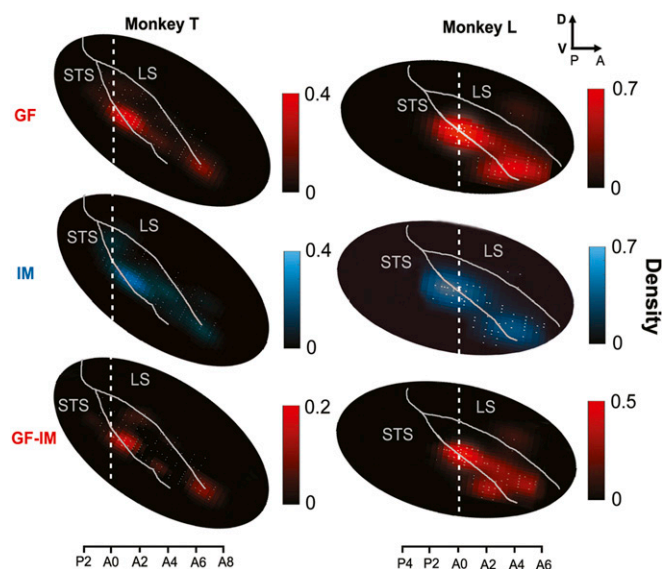 Monkey T
Monkey L
D
V
P A
GF
STS
LS
0.4
0
STS
LS
0.7
0
IM
STS
LS
0.4
0
STS
LS
0.7
0
Density
GF-IM
STS
LS
0.2
0
STS
LS
0.5
0
P2 A0 A2 A4 A6 A8
P4 P2 A0 A2 A4 A6